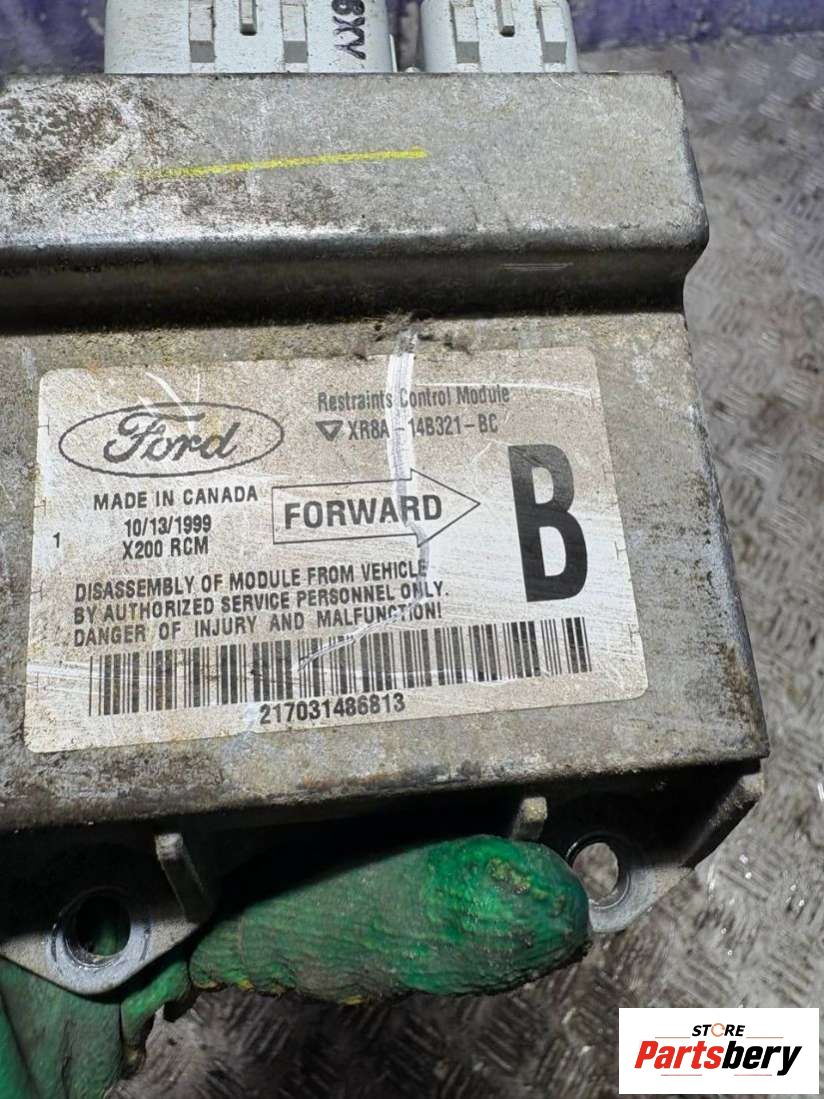 6XY
Ford
Restraints Control Module
XR8A-14B321-BC
MADE IN CANADA
10/13/1999
X200 RCM
1
FORWARD
B
DISASSEMBLY OF MODULE FROM VEHICLE
BY AUTHORIZED SERVICE PERSONNEL ONLY.
DANGER OF INJURY AND MALFUNCTION!
217031486813
STORE
Partsbery